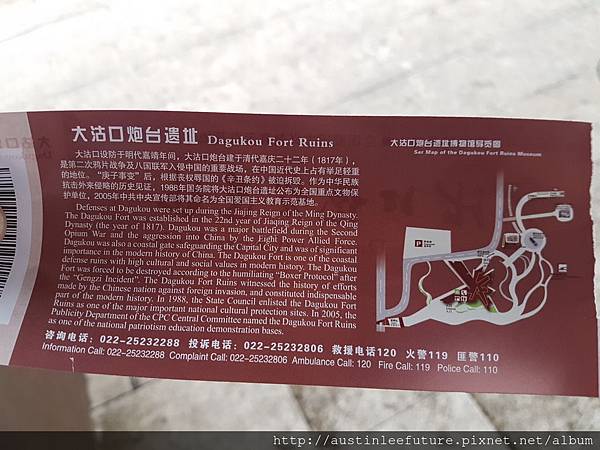 大沽口炮台遗址 Dagukou Fort Ruins
大沽口设防于明代嘉靖年间，大沽口炮台建于清代嘉庆二十二年（1817年），
是第二次鸦片战争及八国联军入侵中国的重要战场，在中国近代史上占有举足轻重
的地位。“庚子事变”后，根据丧权辱国的《辛丑条约》被迫拆毁。作为中华民族
抗击外来侵略的历史见证，1988年国务院将大沽口炮台遗址公布为全国重点文物保
护单位，2005年中共中央宣传部将其命名为全国爱国主义教育示范基地。
Defenses at Dagukou were set up during the Jiajing Reign of the Ming Dynasty.
The Dagukou Fort was established in the 22nd year of Jiaqing Reign of the Qing
Dynasty (the year of 1817). Dagukou was a major battlefield during the Second
Opium War and the aggression into China by the Eight Power Allied Force.
Dagukou was also a coastal gate safeguarding the Capital City and was of significant
importance in the modern history of China. The Dagukou Fort is one of the coastal
defense ruins with high cultural and social values in modern history. The Dagukou
Fort was forced to be destroyed according to the humiliating "Boxer Protocol" after
the "Gengzi Incident". The Dagukou Fort Ruins witnessed the history of efforts
made by the Chinese nation against foreign invasion, and constituted indispensable
part of the modern history. In 1988, the State Council enlisted the Dagukou Fort
Ruins as one of the major important national cultural protection sites. In 2005, the
Publicity Department of the CPC Central Committee named the Dagukou Fort Ruins
as one of the national patriotism education demonstration bases.
咨询电话：022-25232288 投诉电话：022-25232806 救援电话120 火警119 匪警110
Information Call: 022-25232288 Complaint Call: 022-25232806 Ambulance Call: 120 Fire Call: 119 Police Call: 110
大沽口炮台遗址博物馆导览图
Sar Map of the Dagukou Fort Ruins Museum
P
http://austinleefuture.pixnet.net/album